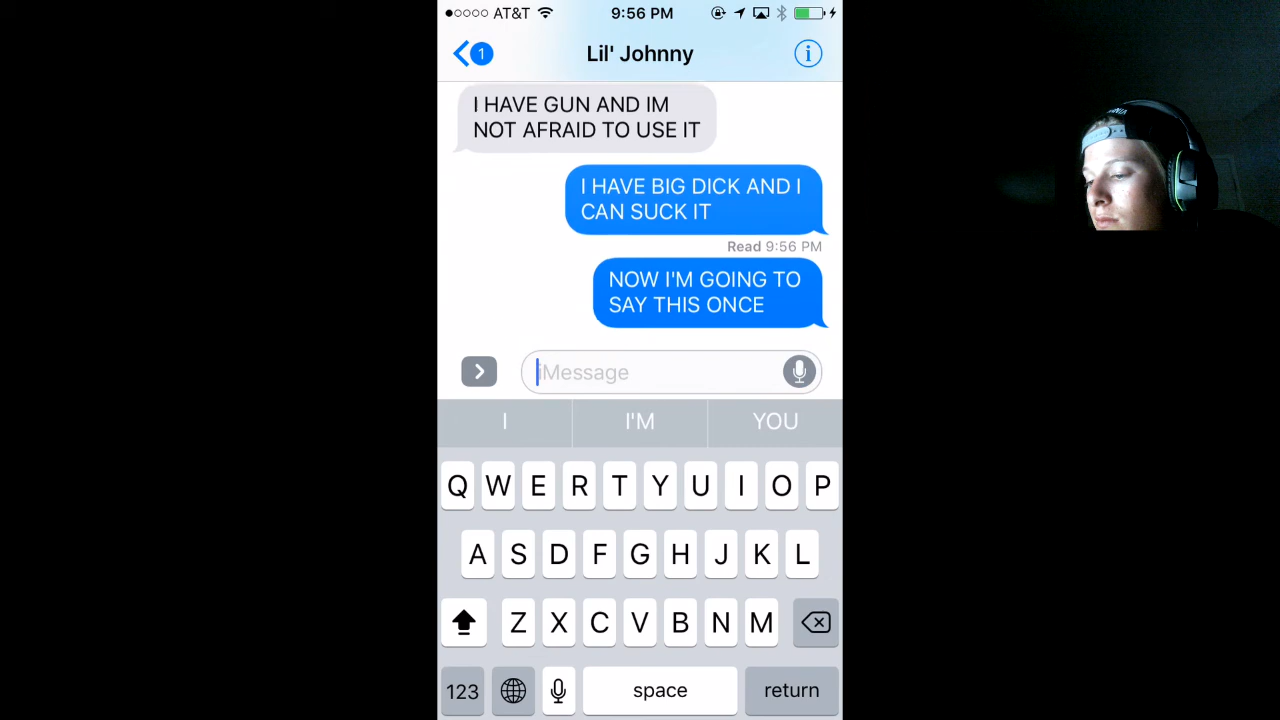 AT&T 9:56 PM
1 Lil' Johnny
I HAVE GUN AND IM
NOT AFRAID TO USE IT
I HAVE BIG DICK AND I
CAN SUCK IT
Read 9:56 PM
NOW I'M GOING TO
SAY THIS ONCE
iMessage
I I'M YOU
Q W E R T Y U I O P
A S D F G H J K L
Z X C V B N M
123 space return